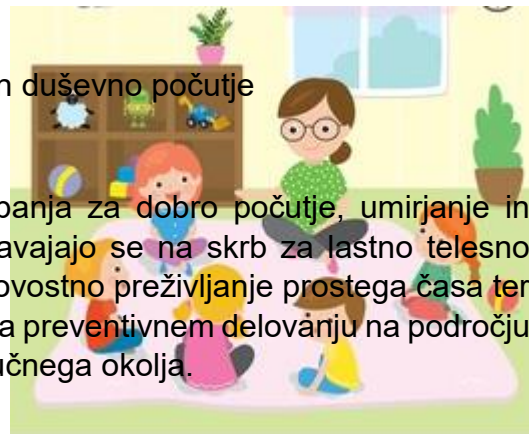 n duševno počutje
banja za dobro počutje, umirjanje in
avajajo se na skrb za lastno telesno
ovostno preživljanje prostega časa ter
a preventivnem delovanju na področju
učnega okolja.